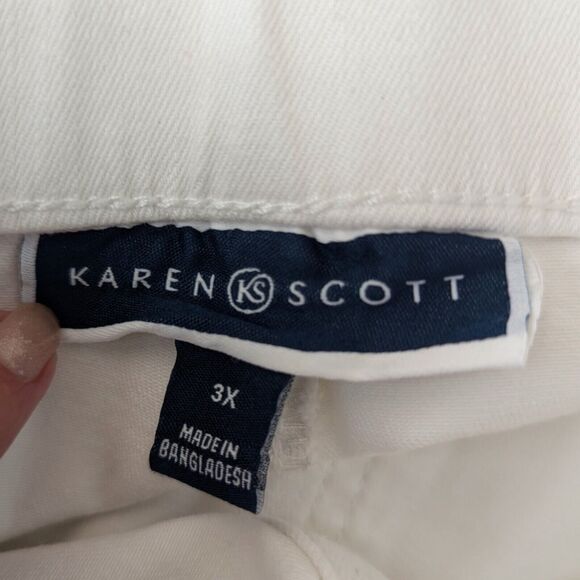 KAREN KS SCOTT
3X
MADE IN
BANGLADESH